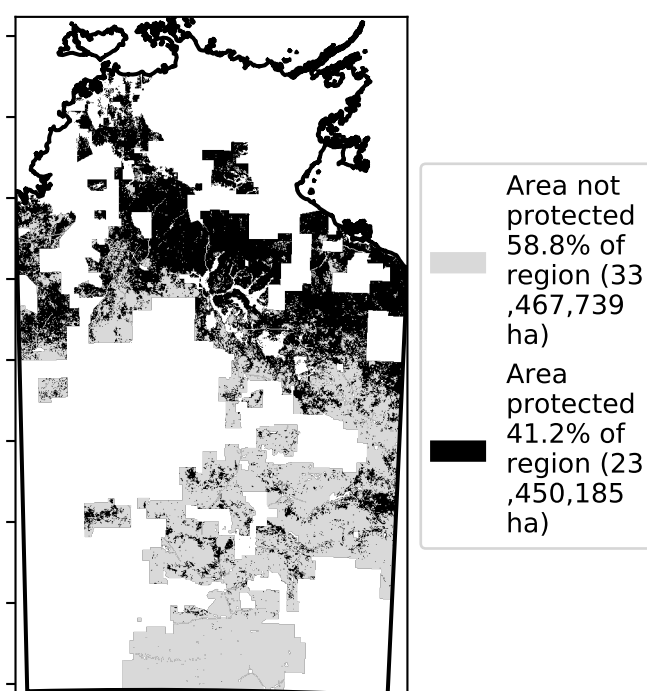 Area not
protected
58.8% of
region (33
,467,739
ha)
Area
protected
41.2% of
region (23
,450,185
ha)